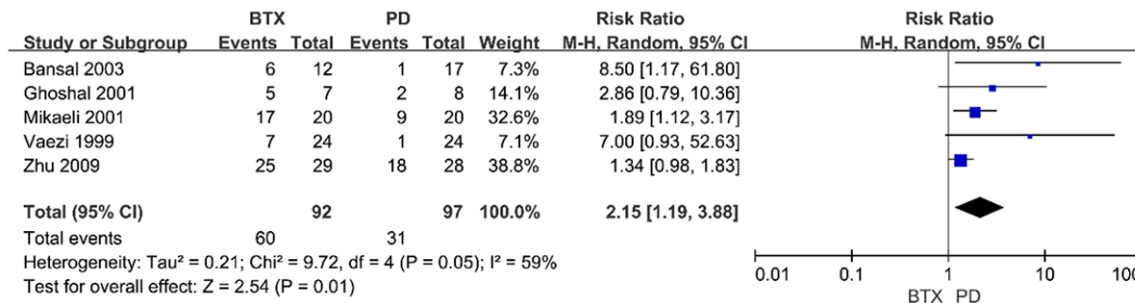 BTX PD Risk Ratio Risk Ratio
Study or Subgroup Events Total Events Total Weight M-H, Random, 95% CI M-H, Random, 95% CI
Bansal 2003 6 12 1 17 7.3% 8.50 [1.17, 61.80]
Ghoshal 2001 5 7 2 8 14.1% 2.86 [0.79, 10.36]
Mikaeli 2001 17 20 9 20 32.6% 1.89 [1.12, 3.17]
Vaezi 1999 7 24 1 24 7.1% 7.00 [0.93, 52.63]
Zhu 2009 25 29 18 28 38.8% 1.34 [0.98, 1.83]
Total (95% CI) 92 97 100.0% 2.15 [1.19, 3.88]
Total events 60 31
Heterogeneity: Tau² = 0.21; Chi² = 9.72, df = 4 (P = 0.05); I² = 59%
Test for overall effect: Z = 2.54 (P = 0.01)
0.01 0.1 1 10 100
BTX PD